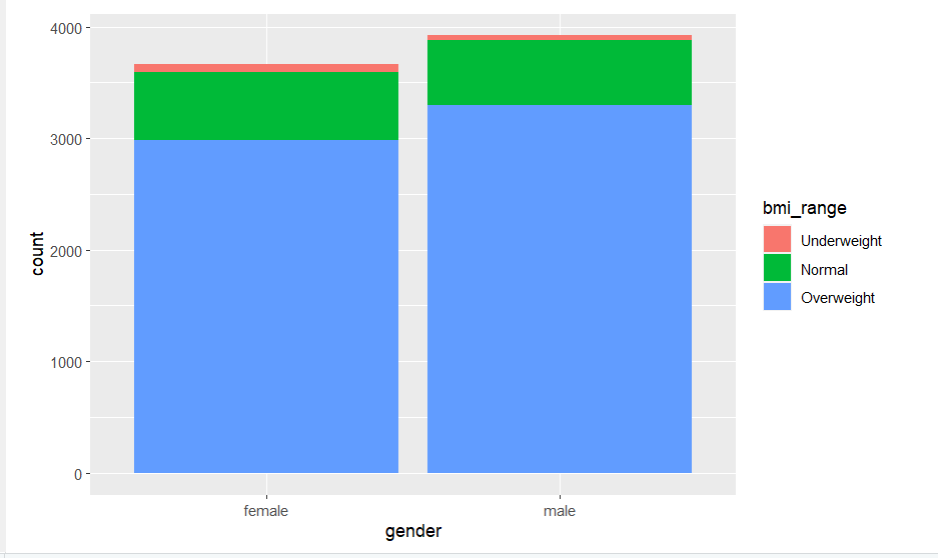 4000
3000
2000
1000
0
count
female
male
gender
bmi_range
Underweight
Normal
Overweight